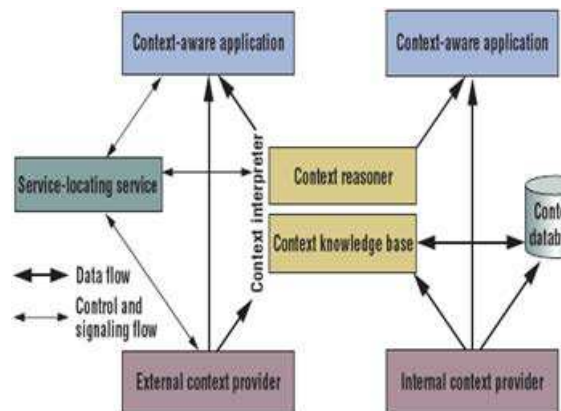 Context-aware application
Context-aware application
Context interpreter
Context reasoner
Service-locating service
Context knowledge base
Data flow
Control and
signaling flow
External context provider
Internal context provider